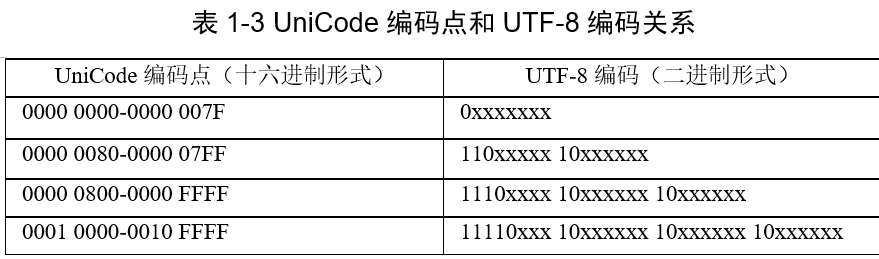 表 1-3 UniCode 编码点和 UTF-8 编码关系
UniCode 编码点（十六进制形式） UTF-8 编码（二进制形式）
0000 0000-0000 007F 0xxxxxxx
0000 0080-0000 07FF 110xxxxx 10xxxxxx
0000 0800-0000 FFFF 1110xxxx 10xxxxxx 10xxxxxx
0001 0000-0010 FFFF 11110xxx 10xxxxxx 10xxxxxx 10xxxxxx